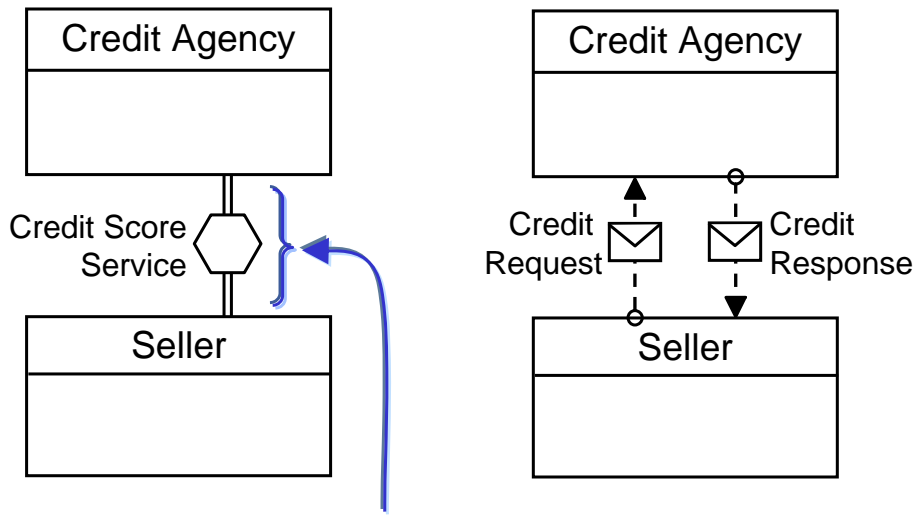 Credit Agency
Credit Score
Service
Seller
Credit Agency
Credit
Request
Credit
Response
Seller